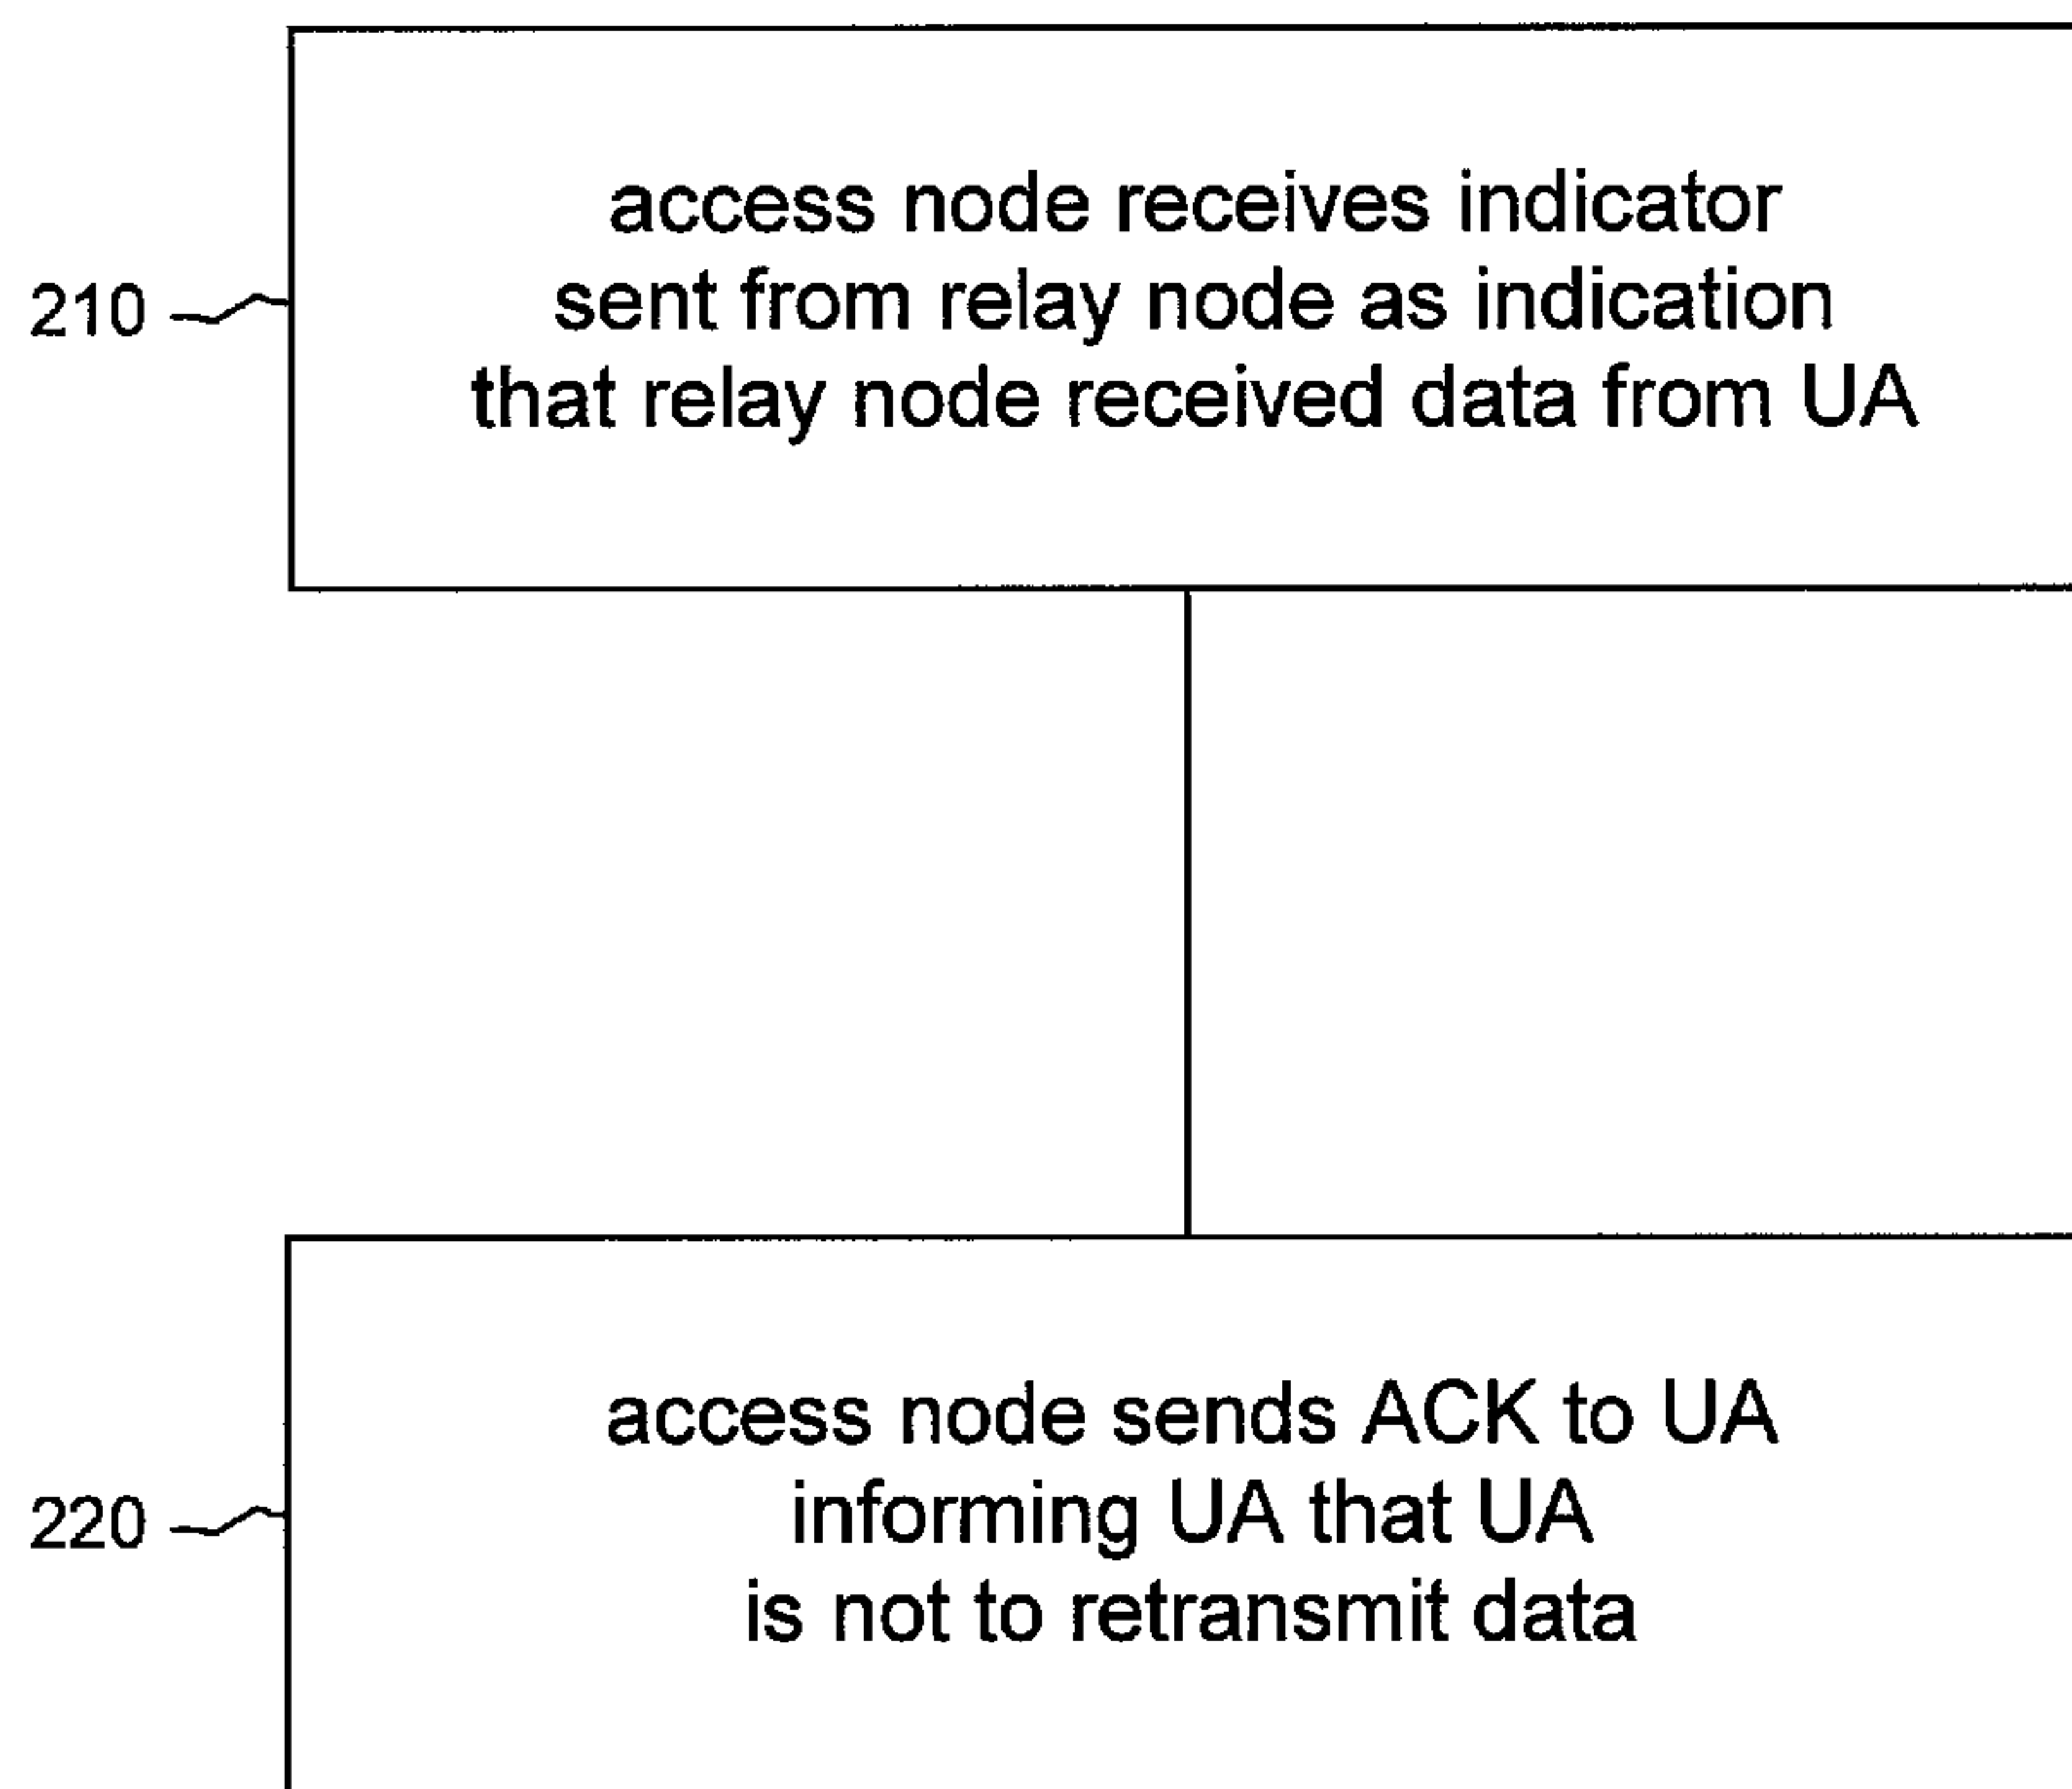 access node receives indicator
sent from relay node as indication
that relay node received data from UA
210
access node sends ACK to UA
informing UA that UA
is not to retransmit data
220